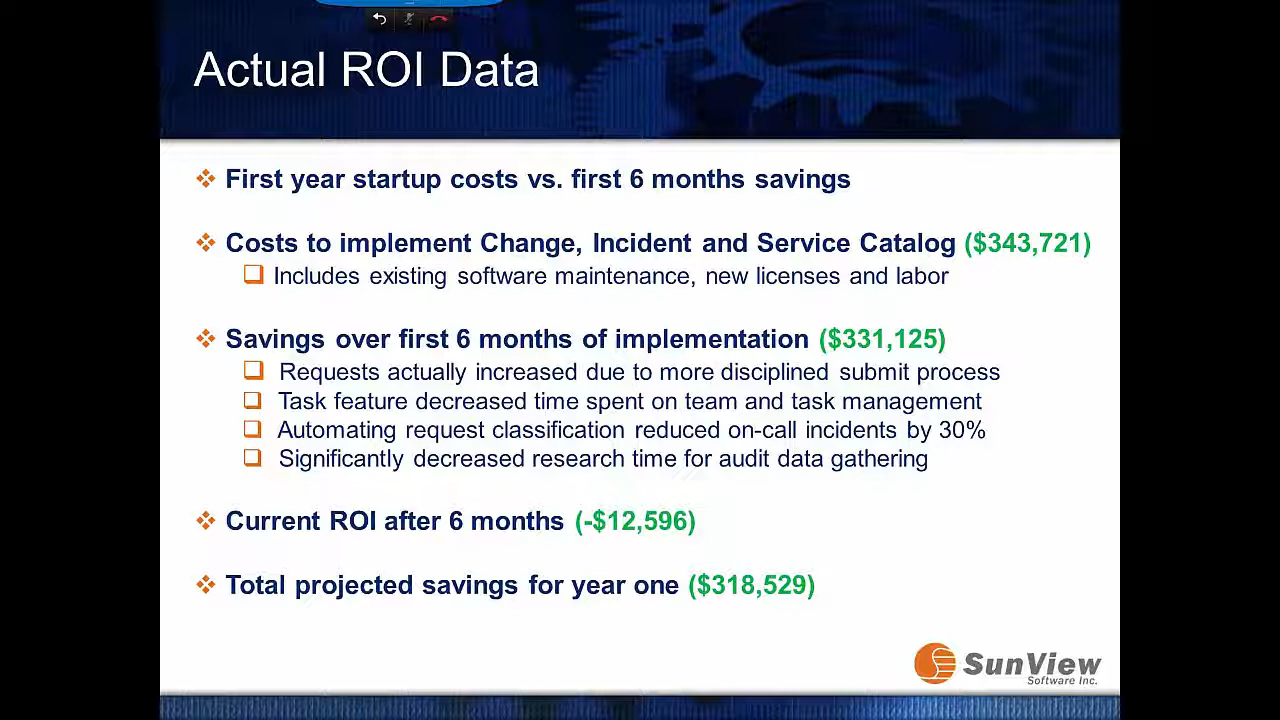 Actual ROI Data
First year startup costs vs. first 6 months savings
Costs to implement Change, Incident and Service Catalog ($343,721)
Includes existing software maintenance, new licenses and labor
Savings over first 6 months of implementation ($331,125)
Requests actually increased due to more disciplined submit process
Task feature decreased time spent on team and task management
Automating request classification reduced on-call incidents by 30%
Significantly decreased research time for audit data gathering
Current ROI after 6 months (-$12,596)
Total projected savings for year one ($318,529)
SunView
Software Inc.